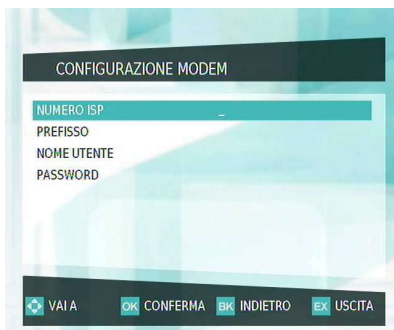 CONFIGURAZIONE MODEM
NUMERO ISP _
PREFISSO
NOME UTENTE
PASSWORD
VAI A OK CONFERMA BK INDIETRO EX USCITA